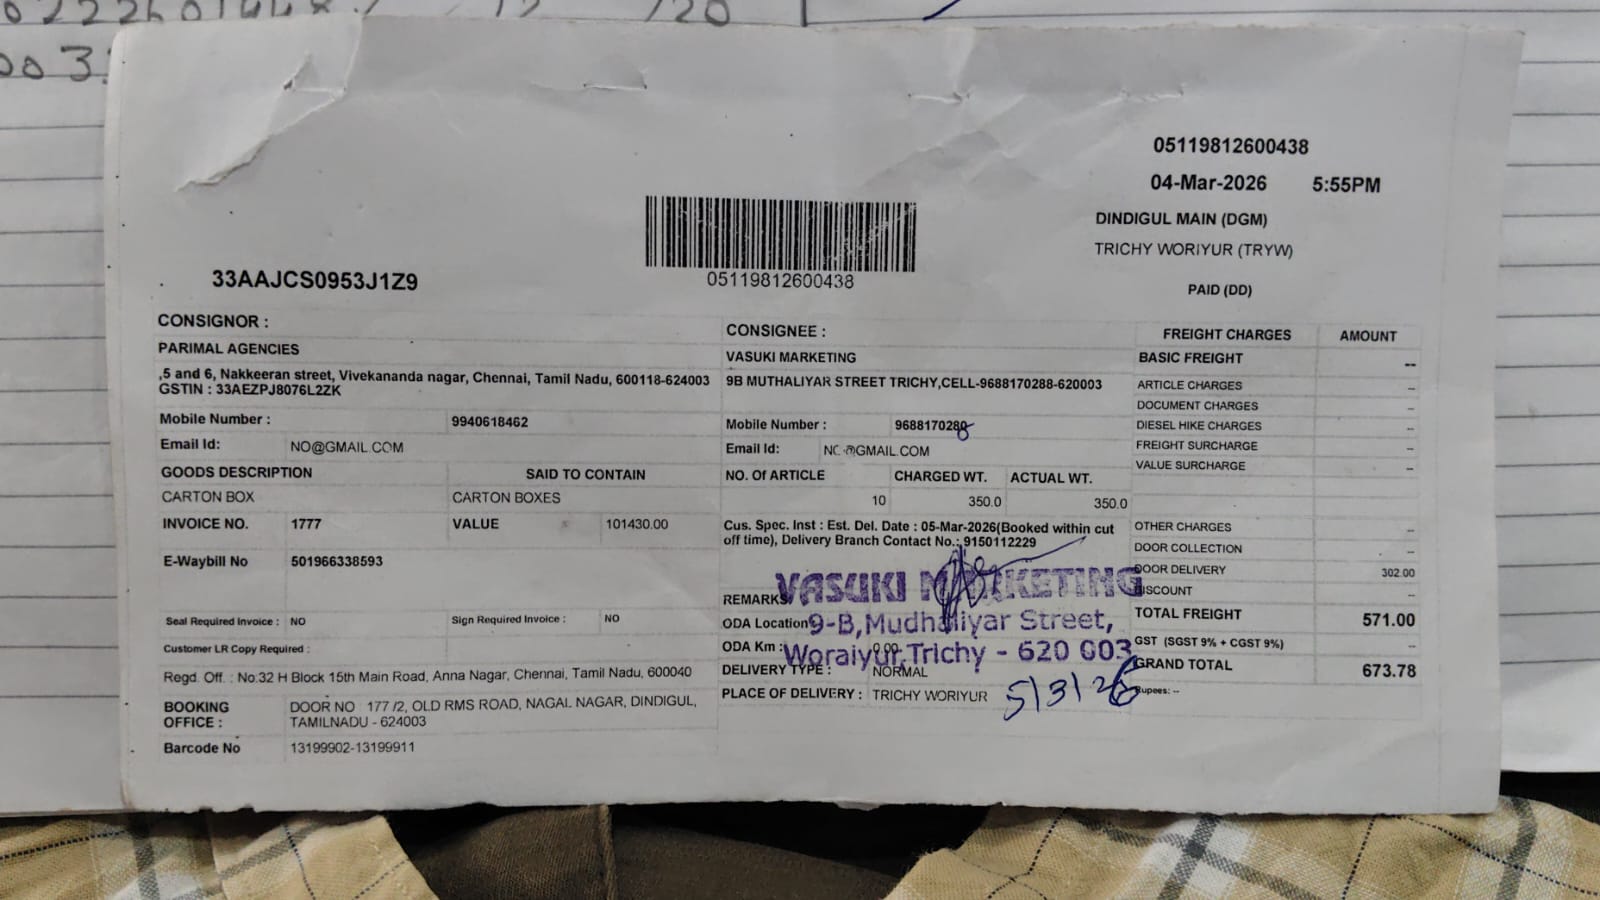 003
05119812600438
04-Mar-2026 5:55PM
DINDIGUL MAIN (DGM)
TRICHY WORIYUR (TRYW)
PAID (DD)
05119812600438
33AAJCS0953J1Z9
CONSIGNOR :
PARIMAL AGENCIES
,5 and 6, Nakkeeran street, Vivekananda nagar, Chennai, Tamil Nadu, 600118-624003
GSTIN : 33AEZPJ8076L2ZK
Mobile Number : 9940618462
Email Id: NO@GMAIL.COM
GOODS DESCRIPTION SAID TO CONTAIN
CARTON BOX CARTON BOXES
INVOICE NO. 1777 VALUE 101430.00
E-Waybill No 501966338593
Seal Required Invoice : NO Sign Required Invoice : NO
Customer LR Copy Required :
Regd. Off. : No.32 H Block 15th Main Road, Anna Nagar, Chennai, Tamil Nadu, 600040
BOOKING OFFICE : DOOR NO : 177 /2, OLD RMS ROAD, NAGAL NAGAR, DINDIGUL,
TAMILNADU - 624003
Barcode No 13199902-13199911
CONSIGNEE :
VASUKI MARKETING
9B MUTHALIYAR STREET TRICHY,CELL-9688170288-620003
Mobile Number : 9688170288
Email Id: NO@GMAIL.COM
NO. Of ARTICLE CHARGED WT. ACTUAL WT.
10 350.0 350.0
Cus. Spec. Inst : Est. Del. Date : 05-Mar-2026(Booked within cut
off time), Delivery Branch Contact No.: 9150112229
VASUKI MARKETING
REMARKS
ODA Location 9-B,Mudhaliyar Street,
ODA Km : 0.00
Woraiyur,Trichy - 620 003
DELIVERY TYPE : NORMAL
PLACE OF DELIVERY : TRICHY WORIYUR
5/3/26
FREIGHT CHARGES AMOUNT
BASIC FREIGHT --
ARTICLE CHARGES --
DOCUMENT CHARGES --
DIESEL HIKE CHARGES --
FREIGHT SURCHARGE --
VALUE SURCHARGE --
OTHER CHARGES --
DOOR COLLECTION --
DOOR DELIVERY 302.00
DISCOUNT --
TOTAL FREIGHT 571.00
GST (SGST 9% + CGST 9%) --
GRAND TOTAL 673.78
Rupees: --